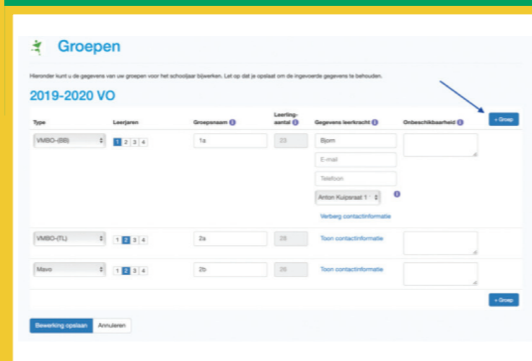 Groepen
Hieronder kunt u de gegevens van uw groepen voor het schooljaar bijwerken. Let op dat je opslaat om de ingevoerde gegevens te behouden.
2019-2020 VO
+ Groep
Type Leerjaren Groepsnaam Leerling-aantal Gegevens leerkracht Onbeschikbaarheid
VMBO-(BB) 1 2 3 4 1a 23 Bjorn
E-mail
Telefoon
Anton Kuipsraat 1
Verberg contactinformatie
VMBO-(TL) 1 2 3 4 2a 28 Toon contactinformatie
Mavo 1 2 3 4 2b 26 Toon contactinformatie
+ Groep
Bewerking opslaan Annuleren